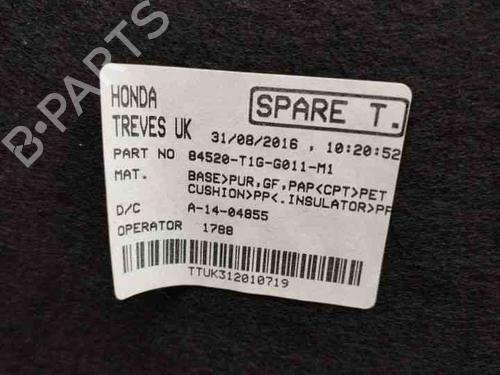 HONDA
SPARE T.
TREVES UK
31/08/2016 , 10:20:52
PART NO 84520-T1G-G011-M1
MAT. BASE>PUR,GF,PAP<CPT>PET
CUSHION>PP<.INSULATOR>PP
D/C A-14-04855
OPERATOR 1788
TTUK312010719